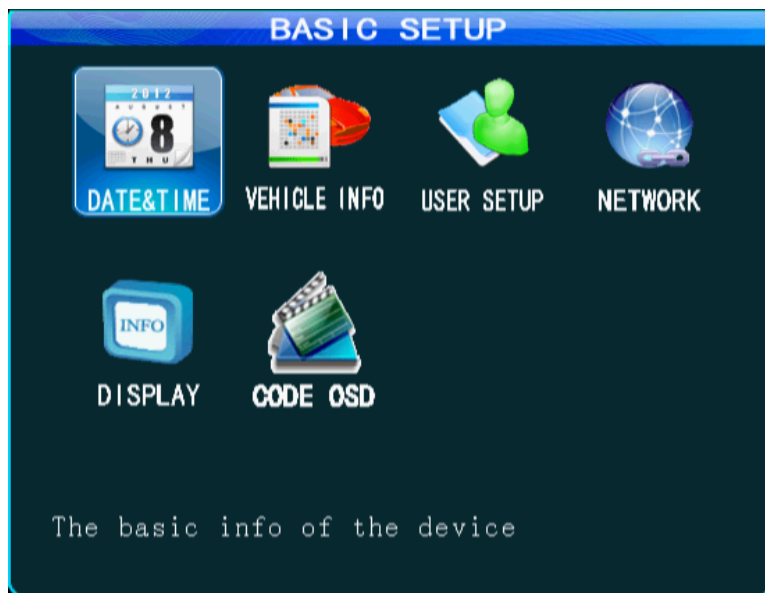 BASIC SETUP
2012
AUGUST
8
THU
DATE&TIME
VEHICLE INFO
USER SETUP
NETWORK
INFO
DISPLAY
CODE OSD
The basic info of the device